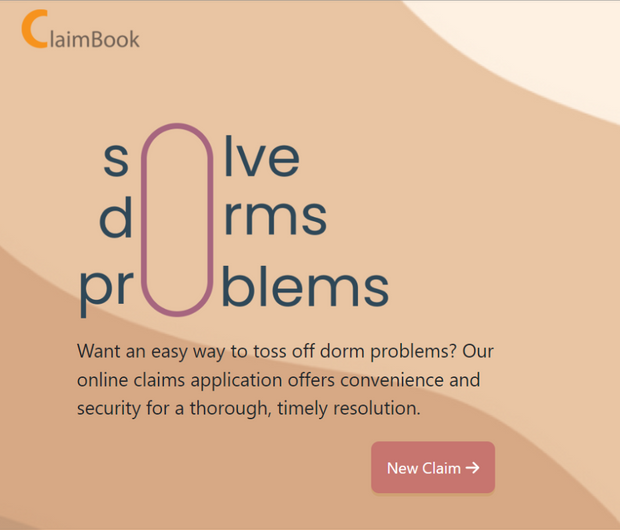 ClaimBook
sOlve
dOrms
prOblems
Want an easy way to toss off dorm problems? Our
online claims application offers convenience and
security for a thorough, timely resolution.
New Claim →